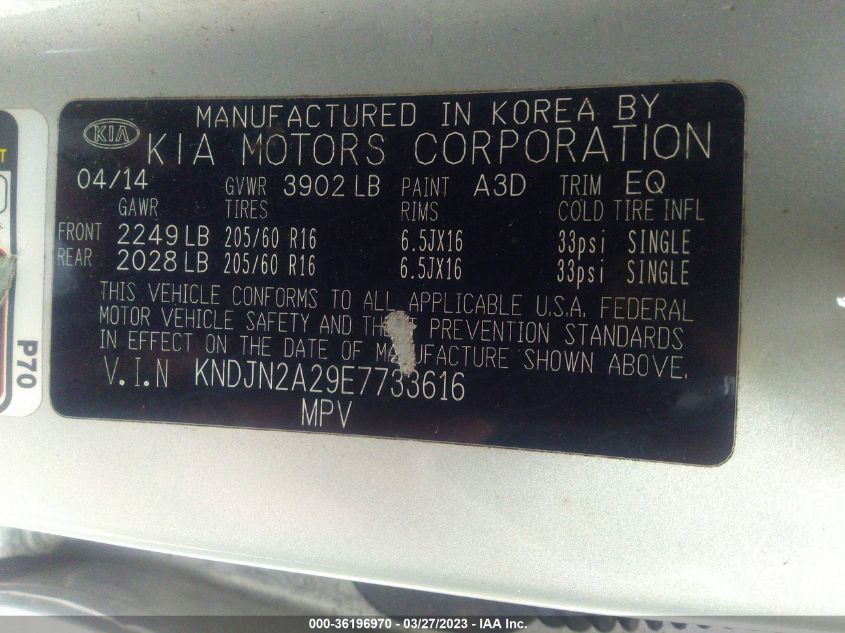 MANUFACTURED IN KOREA BY
KIA KIA MOTORS CORPORATION
04/14 GVWR 3902 LB PAINT A3D TRIM EQ
GAWR TIRES RIMS COLD TIRE INFL
FRONT 2249 LB 205/60 R16 6.5JX16 33psi SINGLE
REAR 2028 LB 205/60 R16 6.5JX16 33psi SINGLE
THIS VEHICLE CONFORMS TO ALL APPLICABLE U.S.A. FEDERAL
MOTOR VEHICLE SAFETY AND PREVENTION STANDARDS
IN EFFECT ON THE DATE OF MANUFACTURE SHOWN ABOVE.
V.I.N KNDJN2A29E7733616
MPV
P70
000-36196970 - 03/27/2023 - IAA Inc.